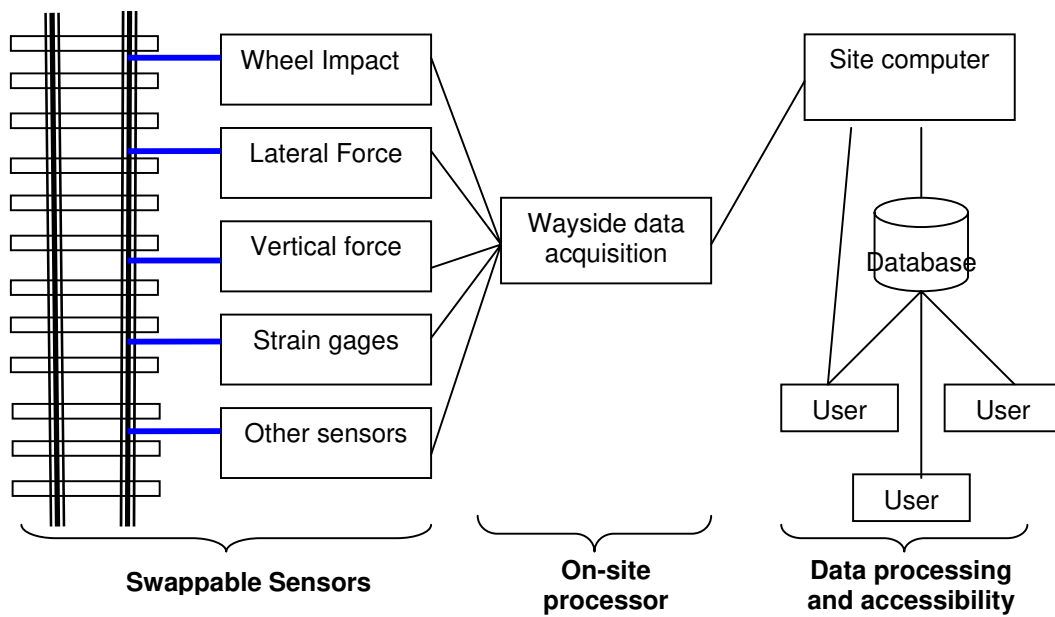 Wheel Impact
Lateral Force
Vertical force
Strain gages
Other sensors
Swappable Sensors
Wayside data
acquisition
On-site
processor
Site computer
Database
User
User
User
Data processing
and accessibility